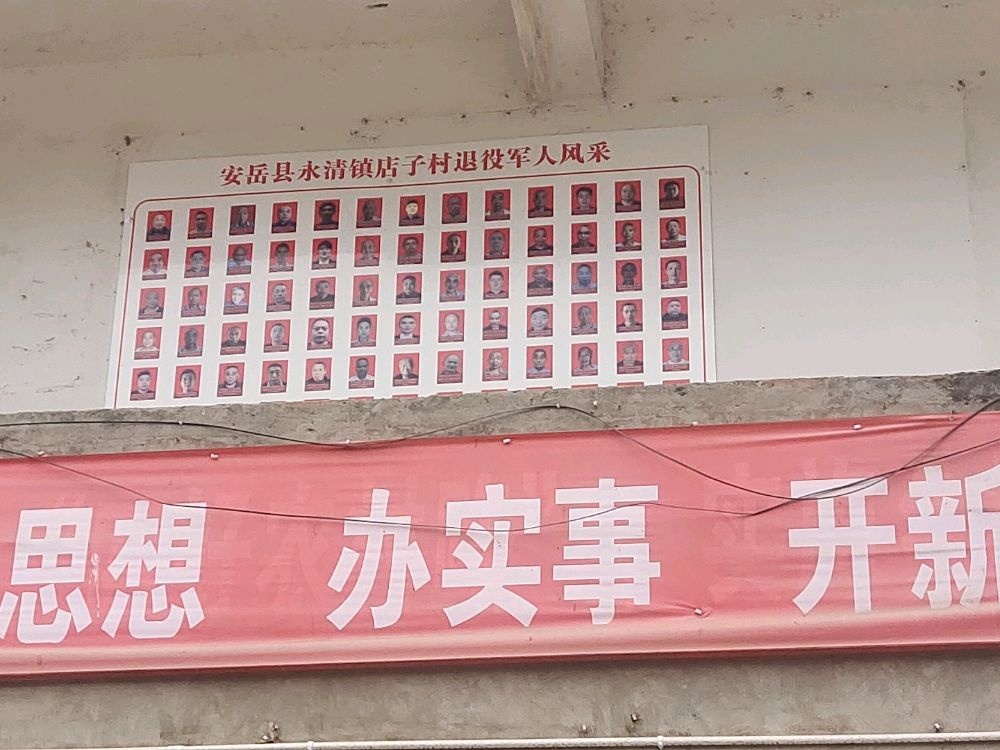 安岳县永清镇店子村退役军人风采
思想 办实事 开新